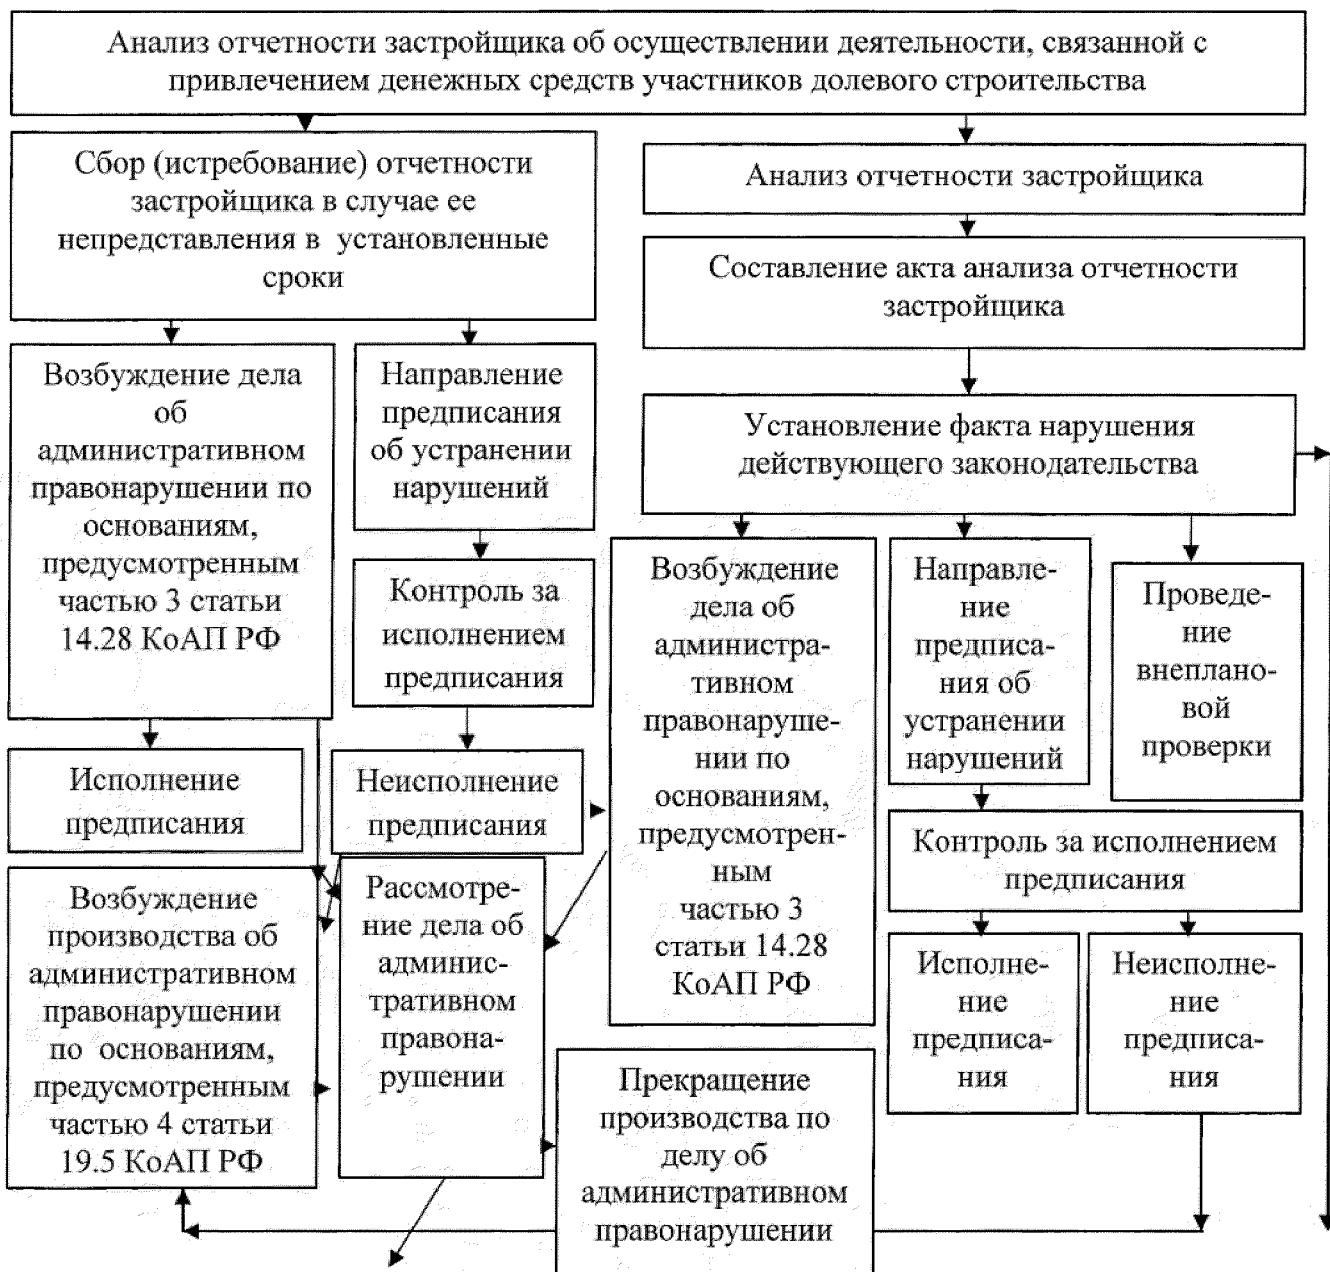 Анализ отчетности застройщика об осуществлении деятельности, связанной с
привлечением денежных средств участников долевого строительства
Сбор (истребование) отчетности
застройщика в случае ее
непредставления в установленные
сроки
Анализ отчетности застройщика
Составление акта анализа отчетности
застройщика
Возбуждение дела
об
административном
правонарушении по
основаниям,
предусмотренным
частью 3 статьи
14.28 КоАП РФ
Направление
предписания
об устранении
нарушений
Установление факта нарушения
действующего законодательства
Контроль за
исполнением
предписания
Возбуждение
дела об
администра-
тивном
правонаруше-
нии по
основаниям,
предусмотрен-
ным
частью 3
статьи 14.28
КоАП РФ
Направле-
ние
предписа-
ния об
устранении
нарушений
Проведе-
ние
внеплано-
вой
проверки
Исполнение
предписания
Неисполнение
предписания
Контроль за исполнением
предписания
Возбуждение
производства об
административном
правонарушении
по основаниям,
предусмотренным
частью 4 статьи
19.5 КоАП РФ
Рассмотре-
ние дела об
админис-
тративном
правона-
рушении
Исполне-
ние
предписа-
ния
Неисполне-
ние
предписа-
ния
Прекращение
производства по
делу об
административном
правонарушении